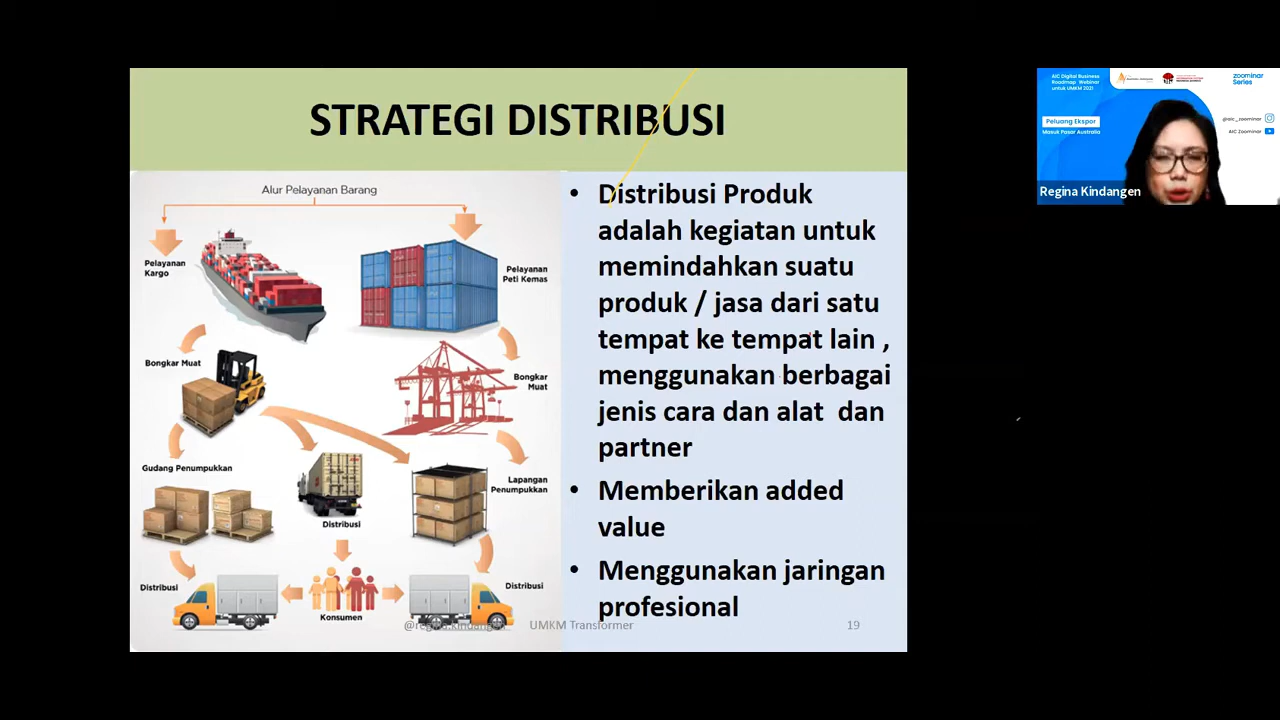 STRATEGI DISTRIBUSI
Alur Pelayanan Barang
Pelayanan
Kargo
Pelayanan
Peti Kemas
Bongkar Muat
Bongkar
Muat
Gudang Penumpukkan
Distribusi
Lapangan
Penumpukkan
Distribusi
Konsumen
Distribusi
• Distribusi Produk
adalah kegiatan untuk
memindahkan suatu
produk / jasa dari satu
tempat ke tempat lain ,
menggunakan berbagai
jenis cara dan alat dan
partner
• Memberikan added
value
• Menggunakan jaringan
profesional
@regina.kindangen
UMKM Transformer
19
AIC Digital Business
Roadmap Webinar
untuk UMKM 2021
zoominar
Series
Peluang Ekspor
Masuk Pasar Australia
@aic_zoominar
AIC Zoominar
Regina Kindangen